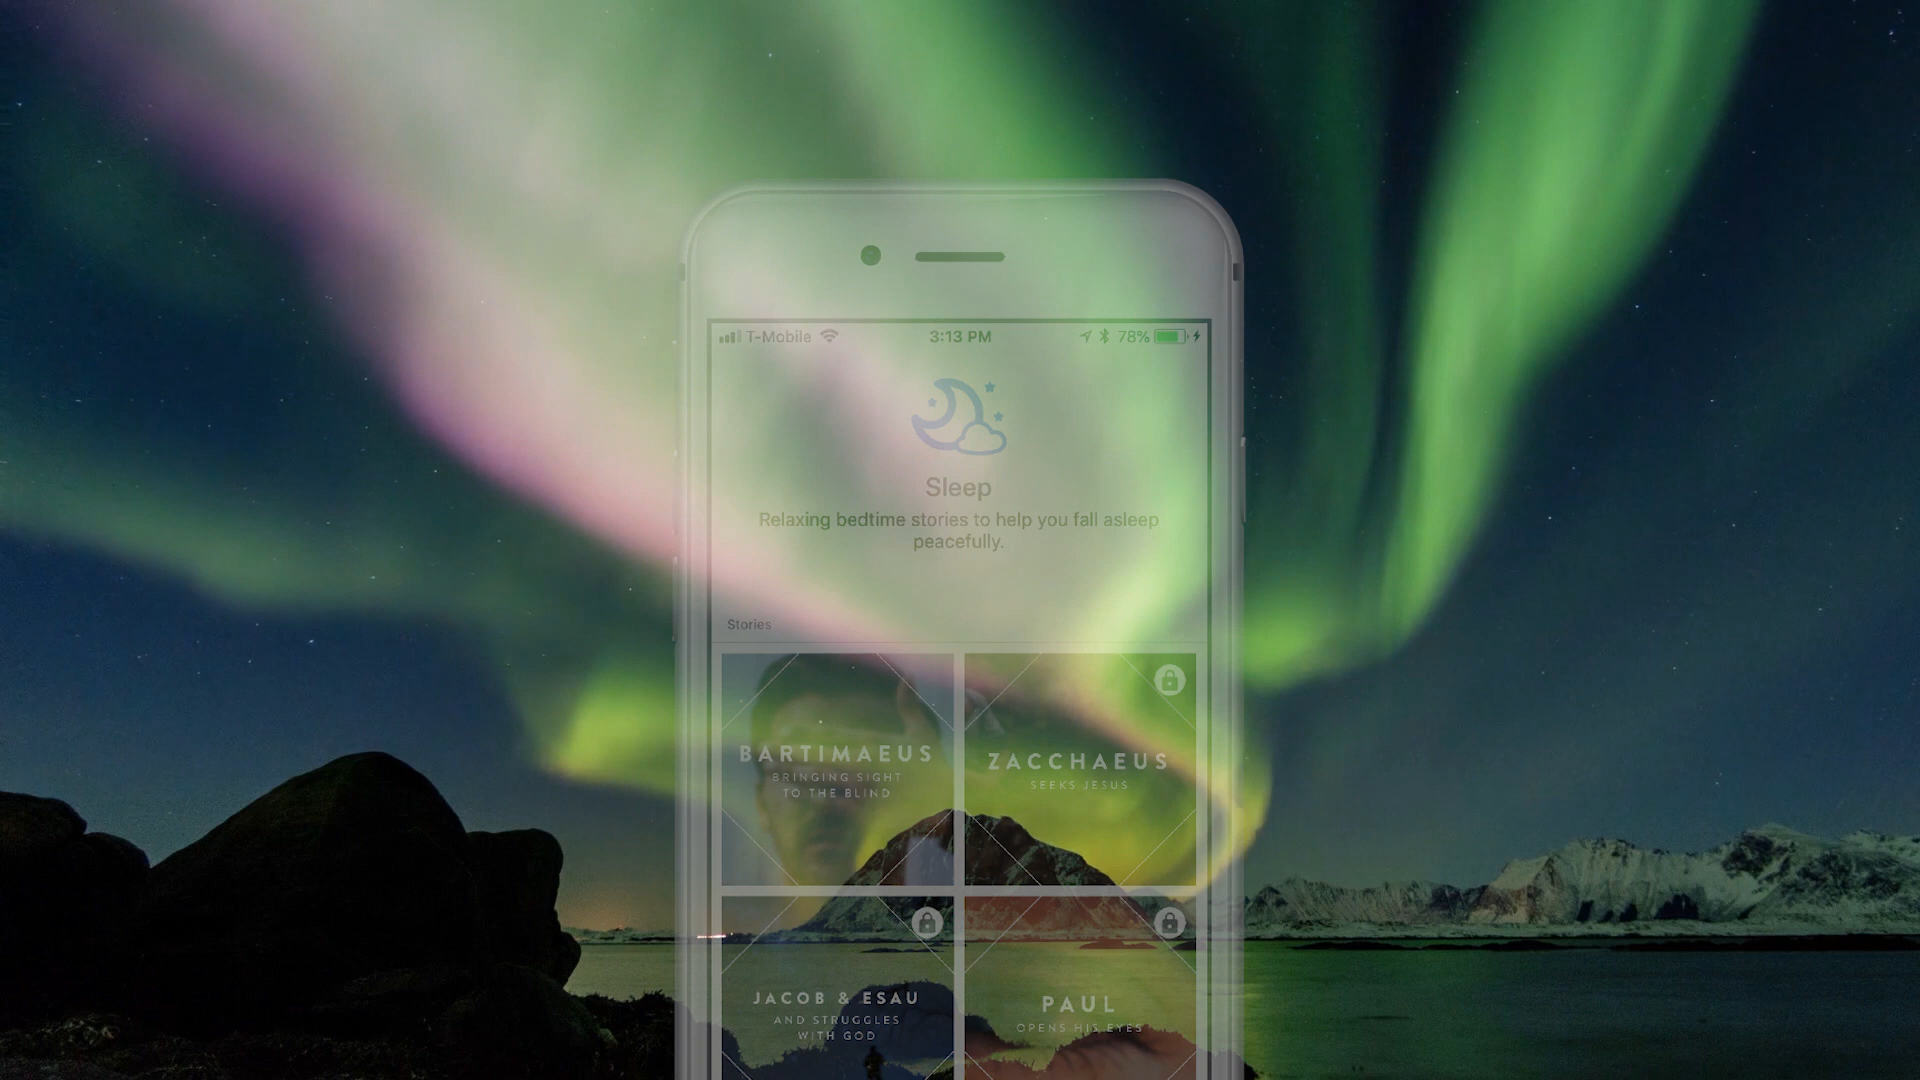 T-Mobile 3:13 PM 78%
Sleep
Relaxing bedtime stories to help you fall asleep
peacefully.
Stories
BARTIMAEUS
BRINGING SIGHT
TO THE BLIND
ZACCHAEUS
SEEKS JESUS
JACOB & ESAU
AND STRUGGLES
WITH GOD
PAUL
OPENS HIS EYES